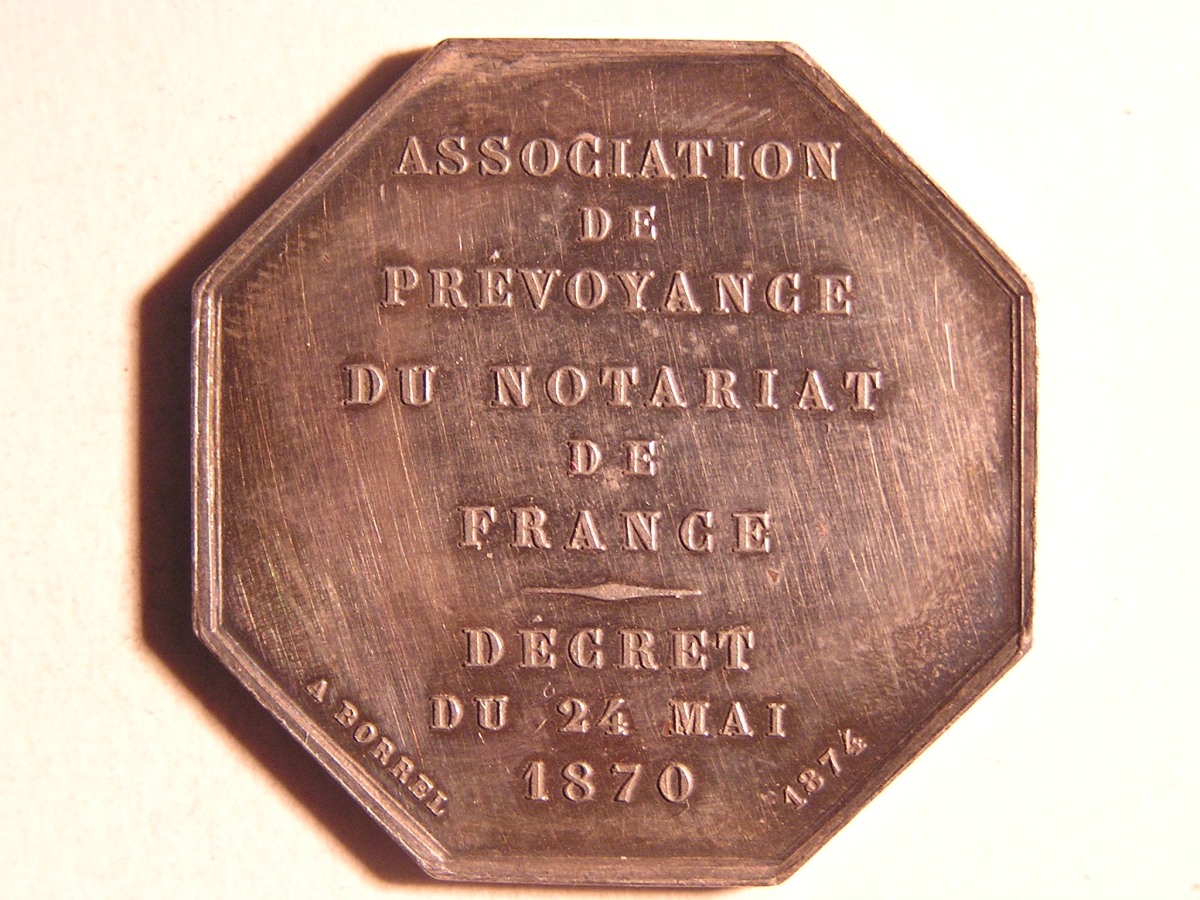 ASSOCIATION
DE
PRÉVOYANCE
DU NOTARIAT
DE
FRANCE
DÉCRET
DU 24 MAI
1870
A BORREL
1874